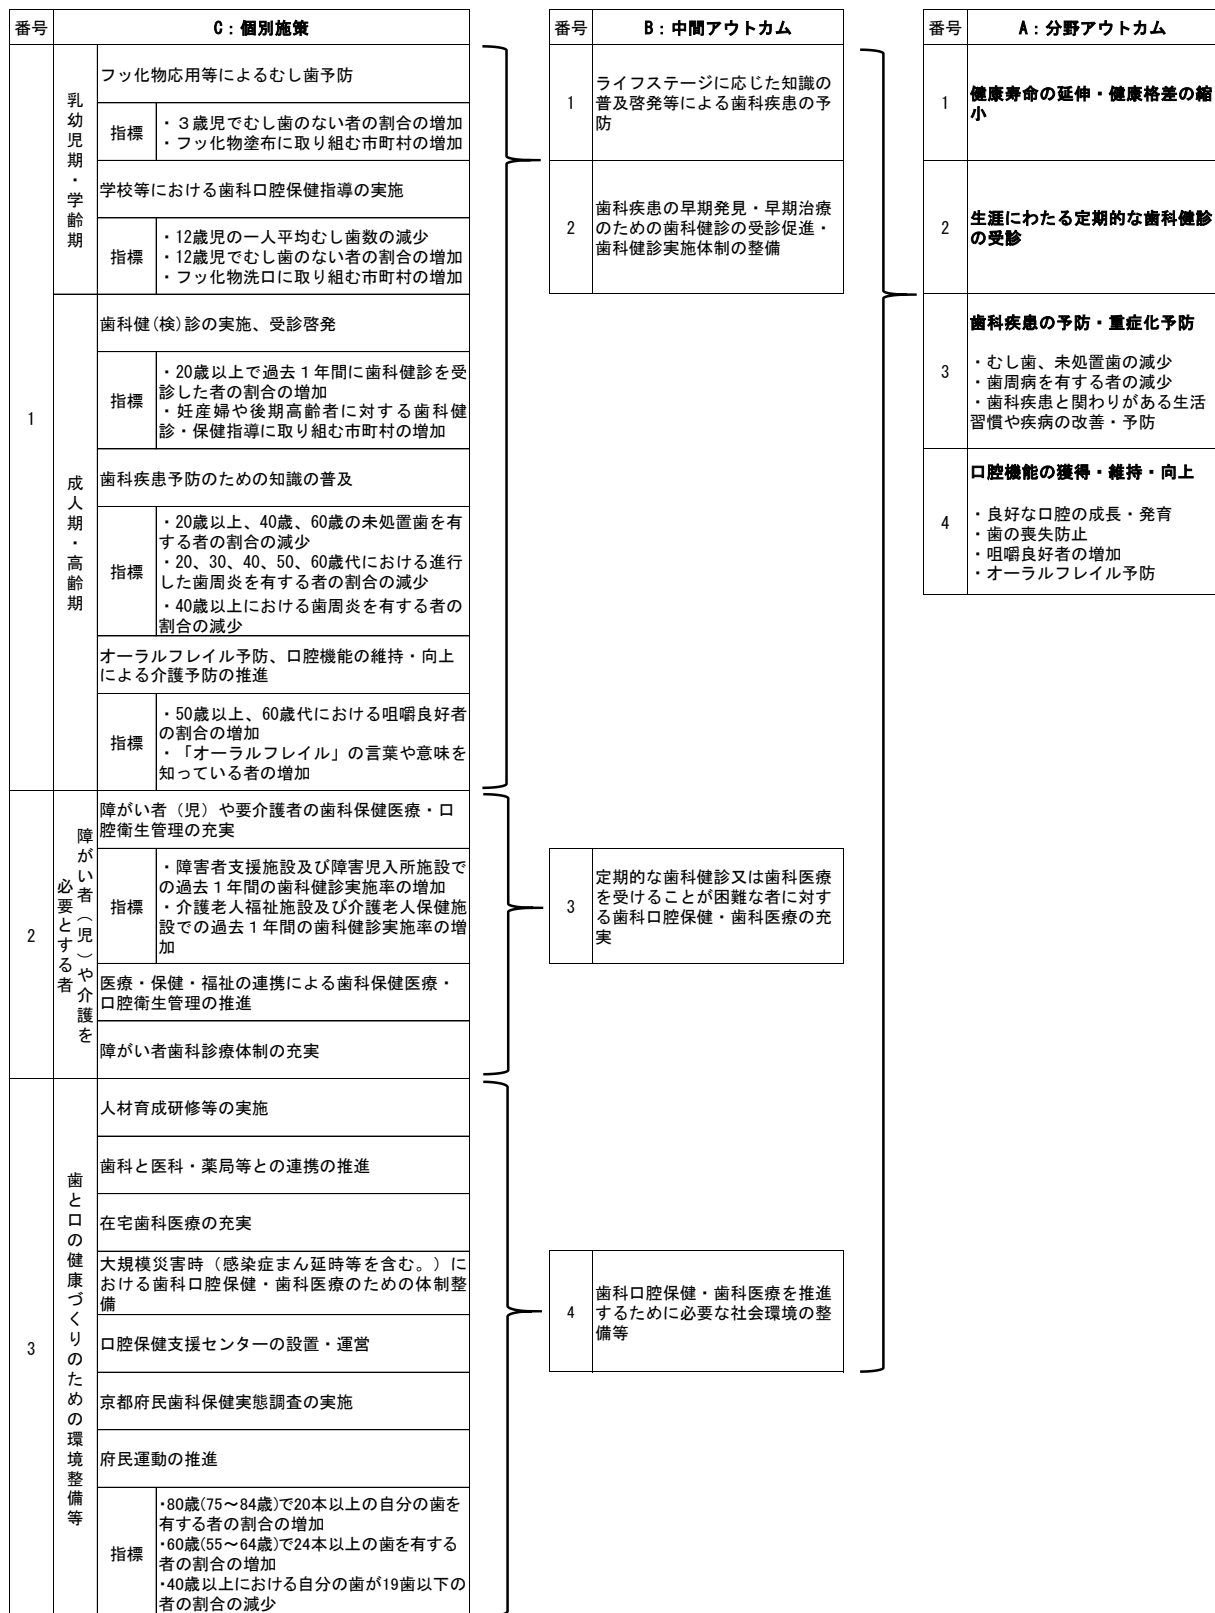 番号
C：個別施策
1
乳幼児期・学齢期
フッ化物応用等によるむし歯予防
指標
・３歳児でむし歯のない者の割合の増加
・フッ化物塗布に取り組む市町村の増加
学校等における歯科口腔保健指導の実施
指標
・12歳児の一人平均むし歯数の減少
・12歳児でむし歯のない者の割合の増加
・フッ化物洗口に取り組む市町村の増加
成人期・高齢期
歯科健(検)診の実施、受診啓発
指標
・20歳以上で過去１年間に歯科健診を受
診した者の割合の増加
・妊産婦や後期高齢者に対する歯科健
診・保健指導に取り組む市町村の増加
歯科疾患予防のための知識の普及
指標
・20歳以上、40歳、60歳の未処置歯を有
する者の割合の減少
・20、30、40、50、60歳代における進行
した歯周炎を有する者の割合の減少
・40歳以上における歯周炎を有する者の
割合の減少
オーラルフレイル予防、口腔機能の維持・向上
による介護予防の推進
指標
・50歳以上、60歳代における咀嚼良好者
の割合の増加
・「オーラルフレイル」の言葉や意味を
知っている者の増加
2
障がい者（児）や介護を
必要とする者
障がい者（児）や要介護者の歯科保健医療・口
腔衛生管理の充実
指標
・障害者支援施設及び障害児入所施設で
の過去１年間の歯科健診実施率の増加
・介護老人福祉施設及び介護老人保健施
設での過去１年間の歯科健診実施率の増
加
医療・保健・福祉の連携による歯科保健医療・
口腔衛生管理の推進
障がい者歯科診療体制の充実
3
歯と口の健康づくりのための環境整備等
人材育成研修等の実施
歯科と医科・薬局等との連携の推進
在宅歯科医療の充実
大規模災害時（感染症まん延時等を含む。）に
おける歯科口腔保健・歯科医療のための体制整
備
口腔保健支援センターの設置・運営
京都府民歯科保健実態調査の実施
府民運動の推進
指標
・80歳(75～84歳)で20本以上の自分の歯を
有する者の割合の増加
・60歳(55～64歳)で24本以上の歯を有する
者の割合の増加
・40歳以上における自分の歯が19歯以下の
者の割合の減少
番号
B：中間アウトカム
1
ライフステージに応じた知識の
普及啓発等による歯科疾患の予
防
2
歯科疾患の早期発見・早期治療
のための歯科健診の受診促進・
歯科健診実施体制の整備
3
定期的な歯科健診又は歯科医療
を受けることが困難な者に対す
る歯科口腔保健・歯科医療の充
実
4
歯科口腔保健・歯科医療を推進
するために必要な社会環境の整
備等
番号
A：分野アウトカム
1
健康寿命の延伸・健康格差の縮
小
2
生涯にわたる定期的な歯科健診
の受診
3
歯科疾患の予防・重症化予防
・むし歯、未処置歯の減少
・歯周病を有する者の減少
・歯科疾患と関わりがある生活
習慣や疾病の改善・予防
4
口腔機能の獲得・維持・向上
・良好な口腔の成長・発育
・歯の喪失防止
・咀嚼良好者の増加
・オーラルフレイル予防